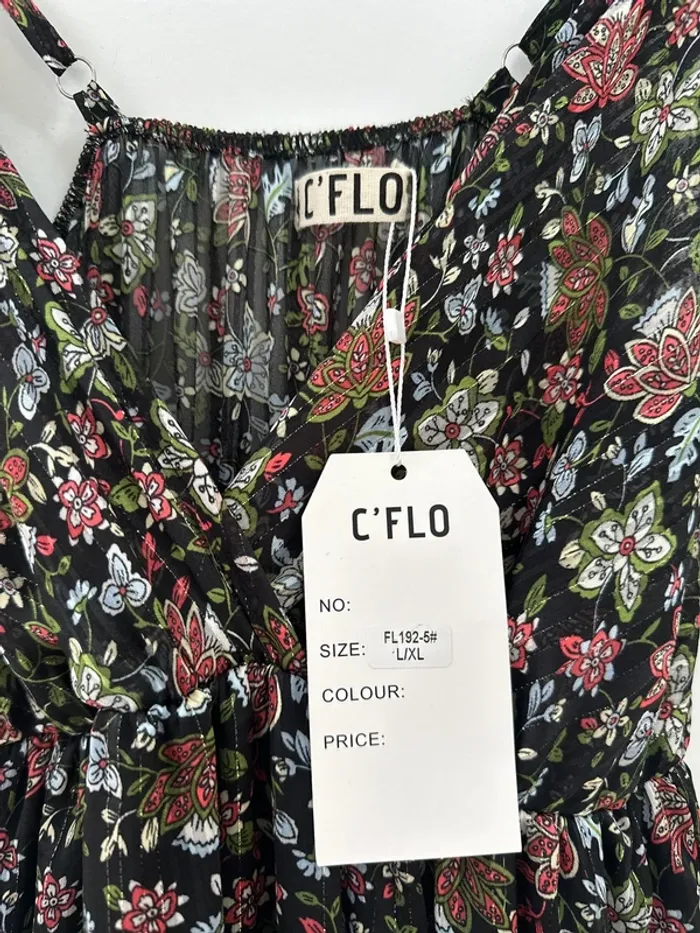 C'FLO
C'FLO
NO:
FL192-5#
SIZE: L/XL
COLOUR:
PRICE: